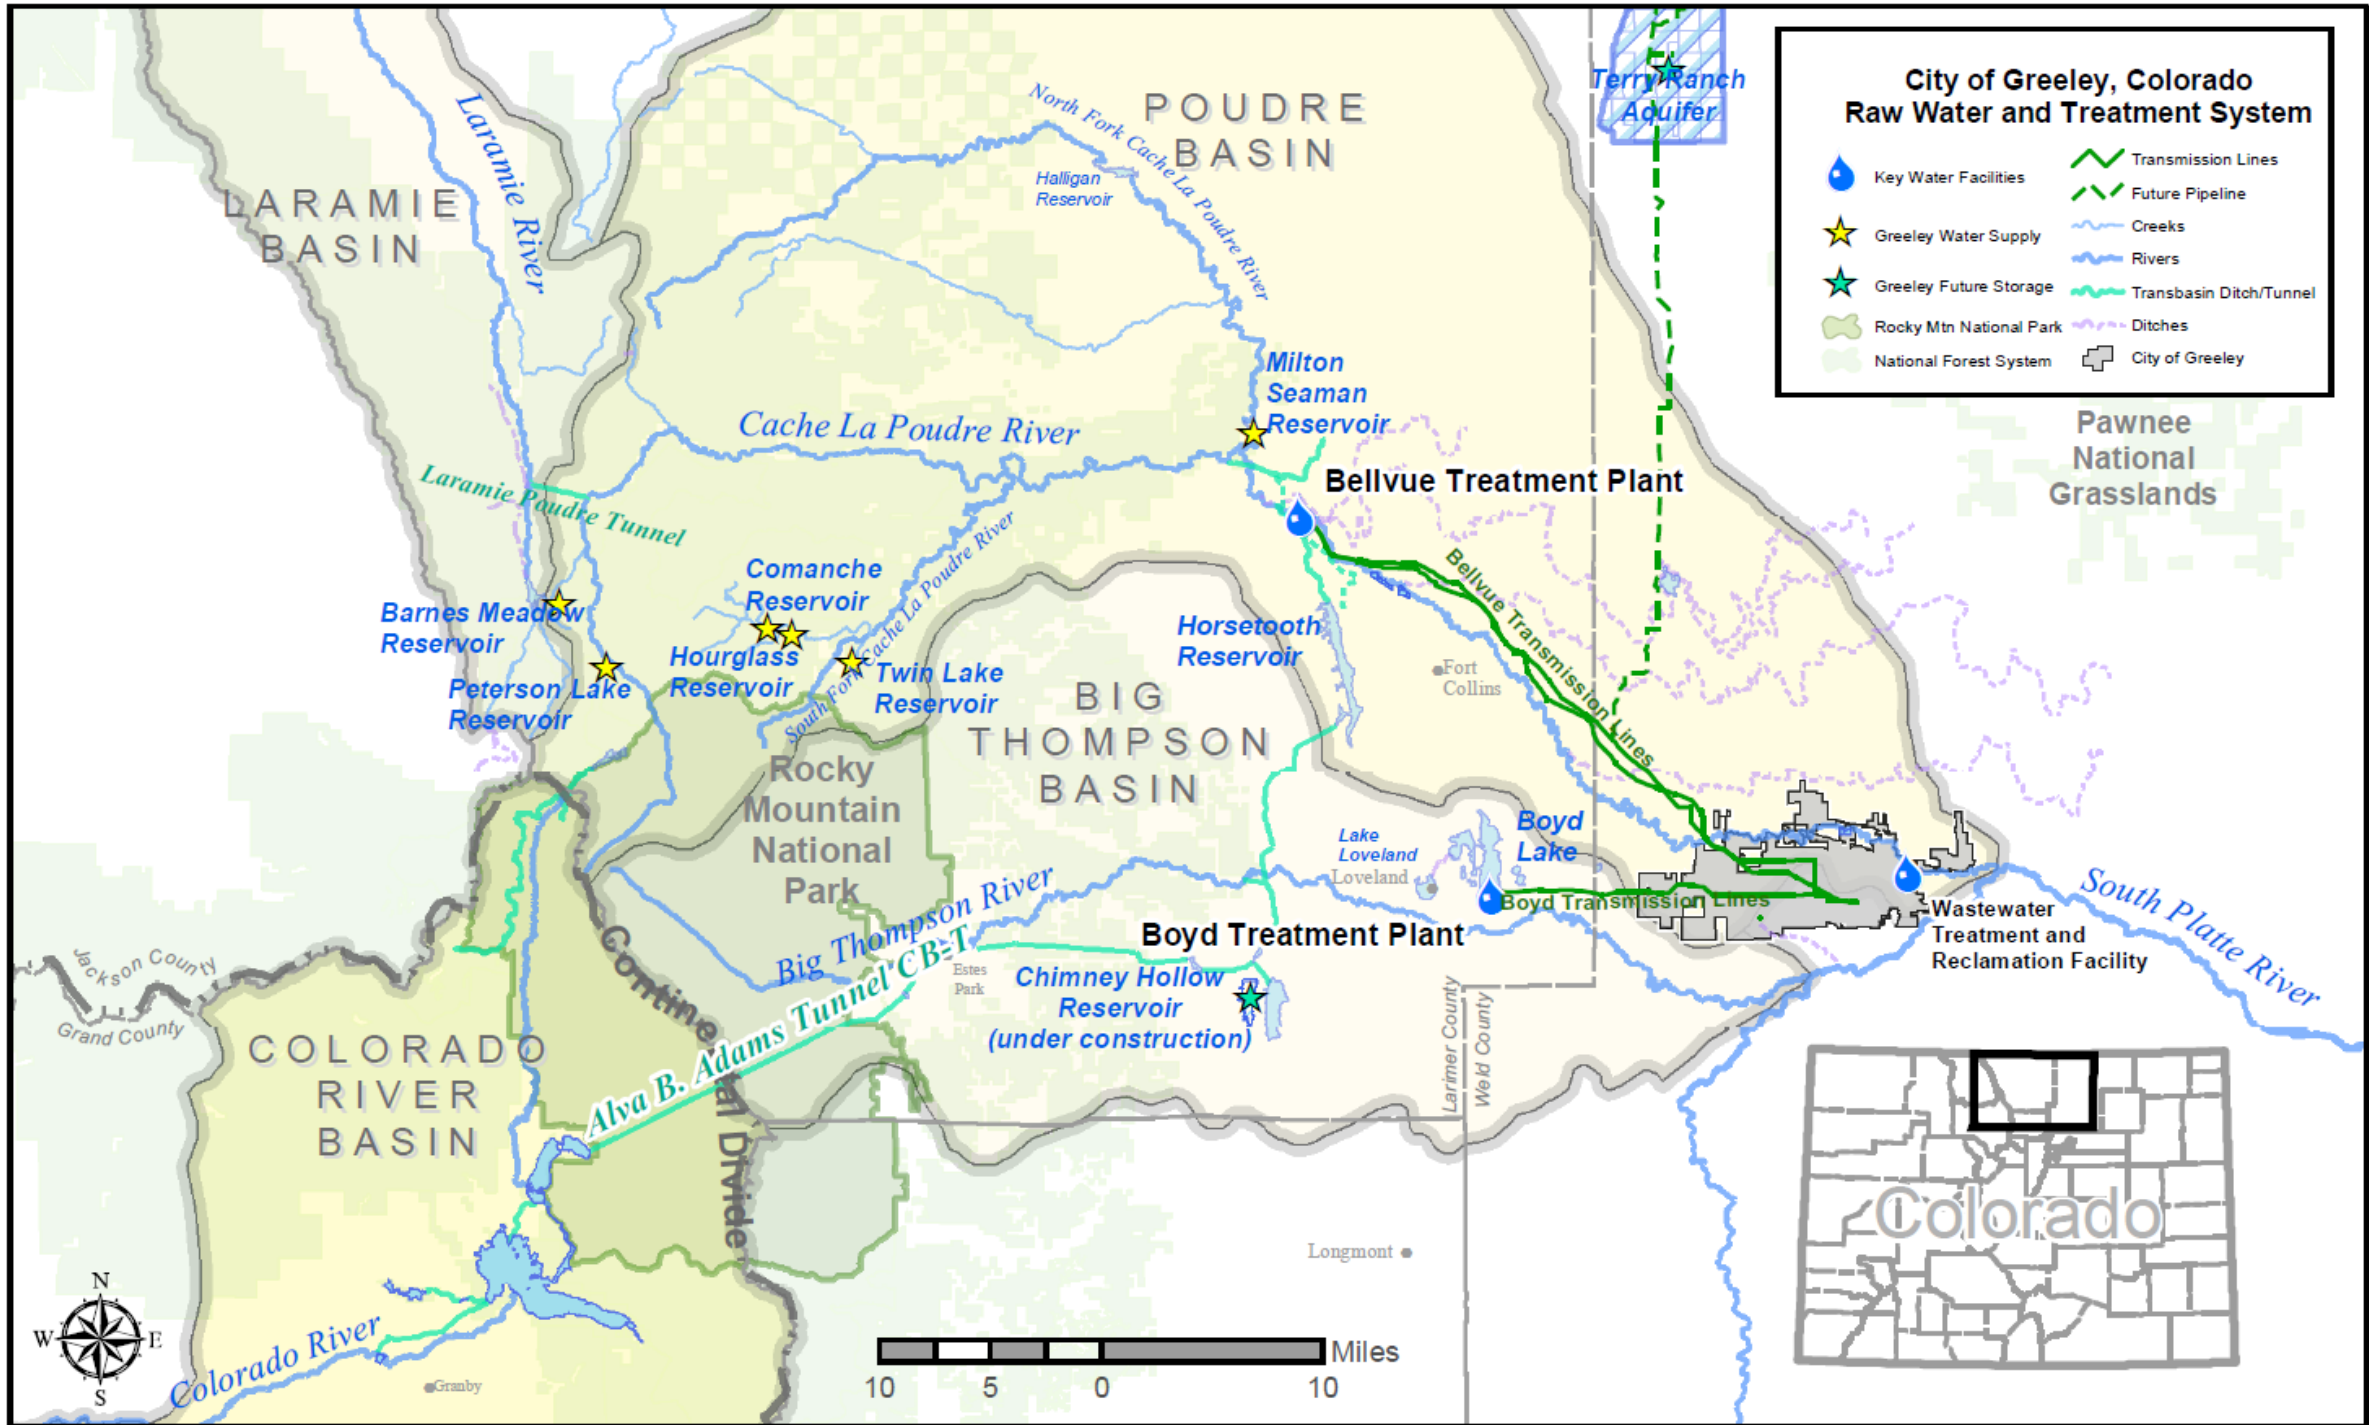 City of Greeley, Colorado
Raw Water and Treatment System
Key Water Facilities
Greeley Water Supply
Greeley Future Storage
Rocky Mtn National Park
National Forest System
Transmission Lines
Future Pipeline
Creeks
Rivers
Transbasin Ditch/Tunnel
Ditches
City of Greeley
Terry Ranch
Aquifer
POUDRE
BASIN
North Fork Cache La Poudre River
Halligan
Reservoir
Laramie River
LARAMIE
BASIN
Milton
Seaman
Reservoir
Cache La Poudre River
Pawnee
National
Grasslands
Bellvue Treatment Plant
Laramie Poudre Tunnel
Comanche
Reservoir
South Fork Cache La Poudre River
Barnes Meadow
Reservoir
Bellvue Transmission Lines
Horsetooth
Reservoir
Hourglass
Reservoir
Twin Lake
Reservoir
Peterson Lake
Reservoir
Fort
Collins
BIG
THOMPSON
BASIN
Rocky
Mountain
National
Park
Boyd
Lake
Lake
Loveland
Loveland
Boyd Transmission Lines
South Platte River
Big Thompson River
Boyd Treatment Plant
Wastewater
Treatment and
Reclamation Facility
Jackson County
Grand County
Continental Divide
Alva B. Adams Tunnel CB-T
Estes
Park
Chimney Hollow
Reservoir
(under construction)
Larimer County
Weld County
COLORADO
RIVER
BASIN
Colorado
Longmont
N
W
E
S
Colorado River
Granby
Miles
10
5
0
10